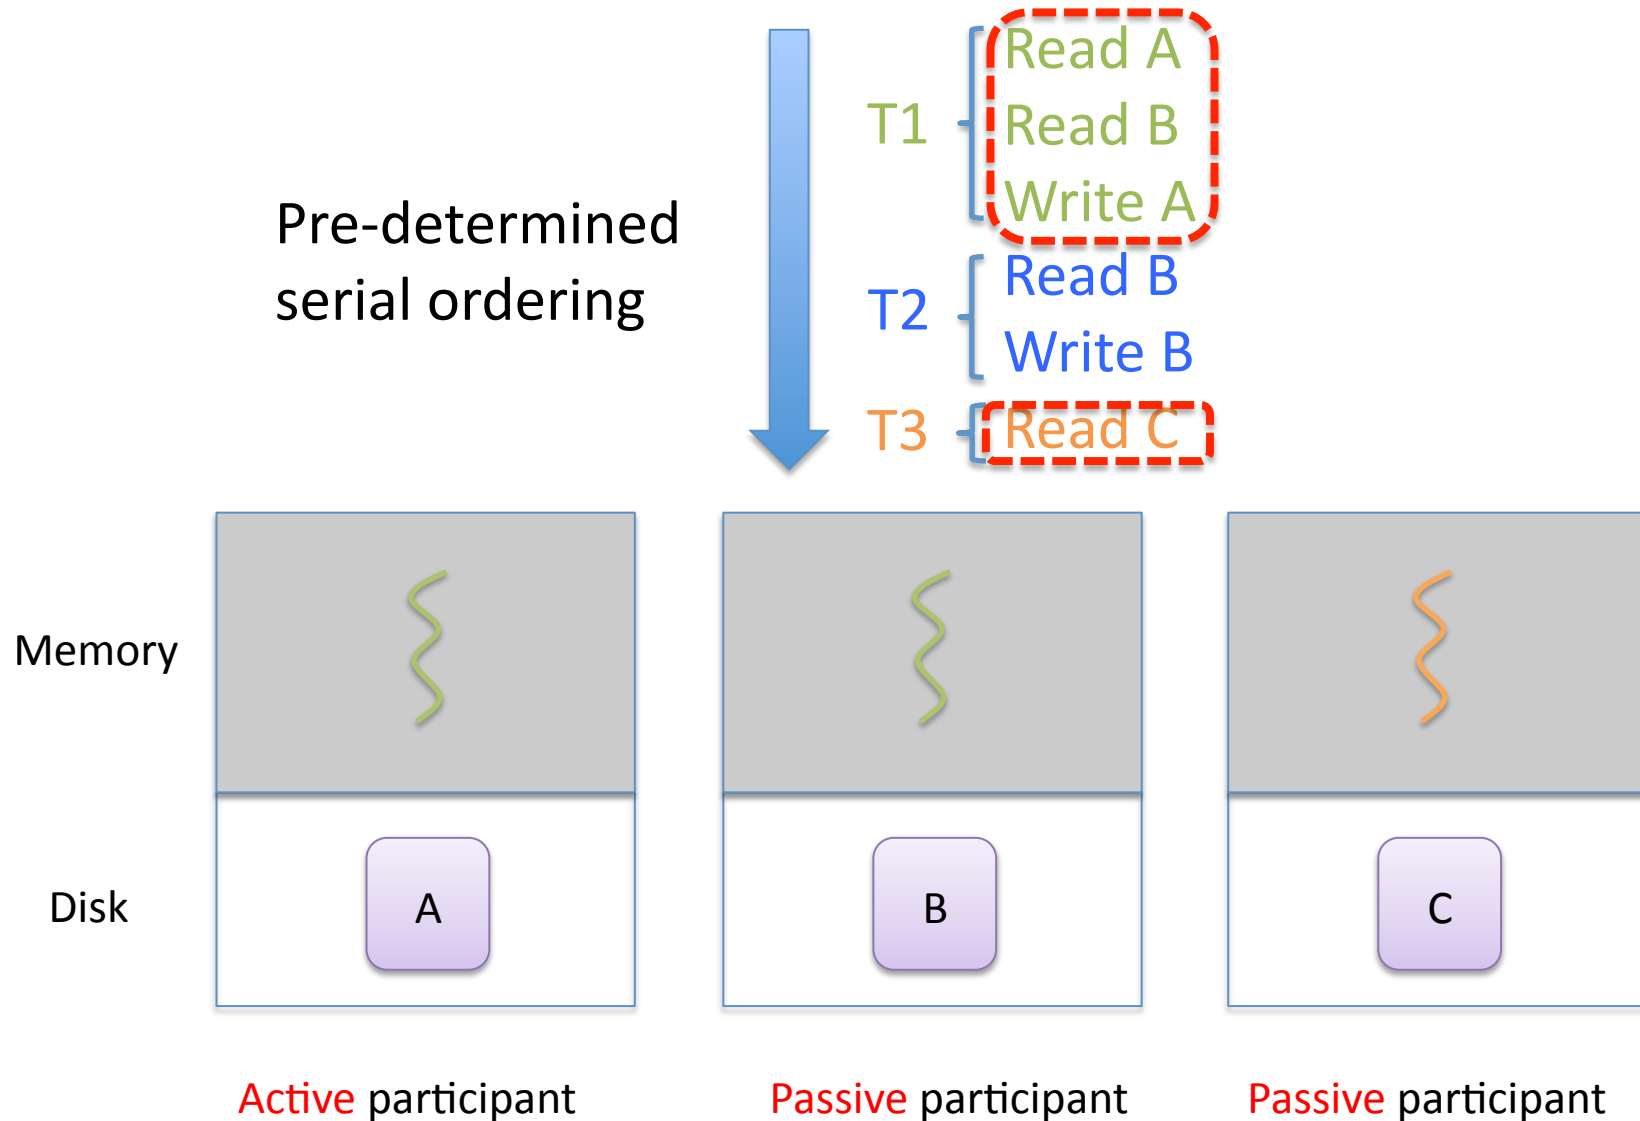 Pre-determined
serial ordering
T1
Read A
Read B
Write A
T2
Read B
Write B
T3
Read C
Memory
Disk
A
B
C
Active participant
Passive participant
Passive participant